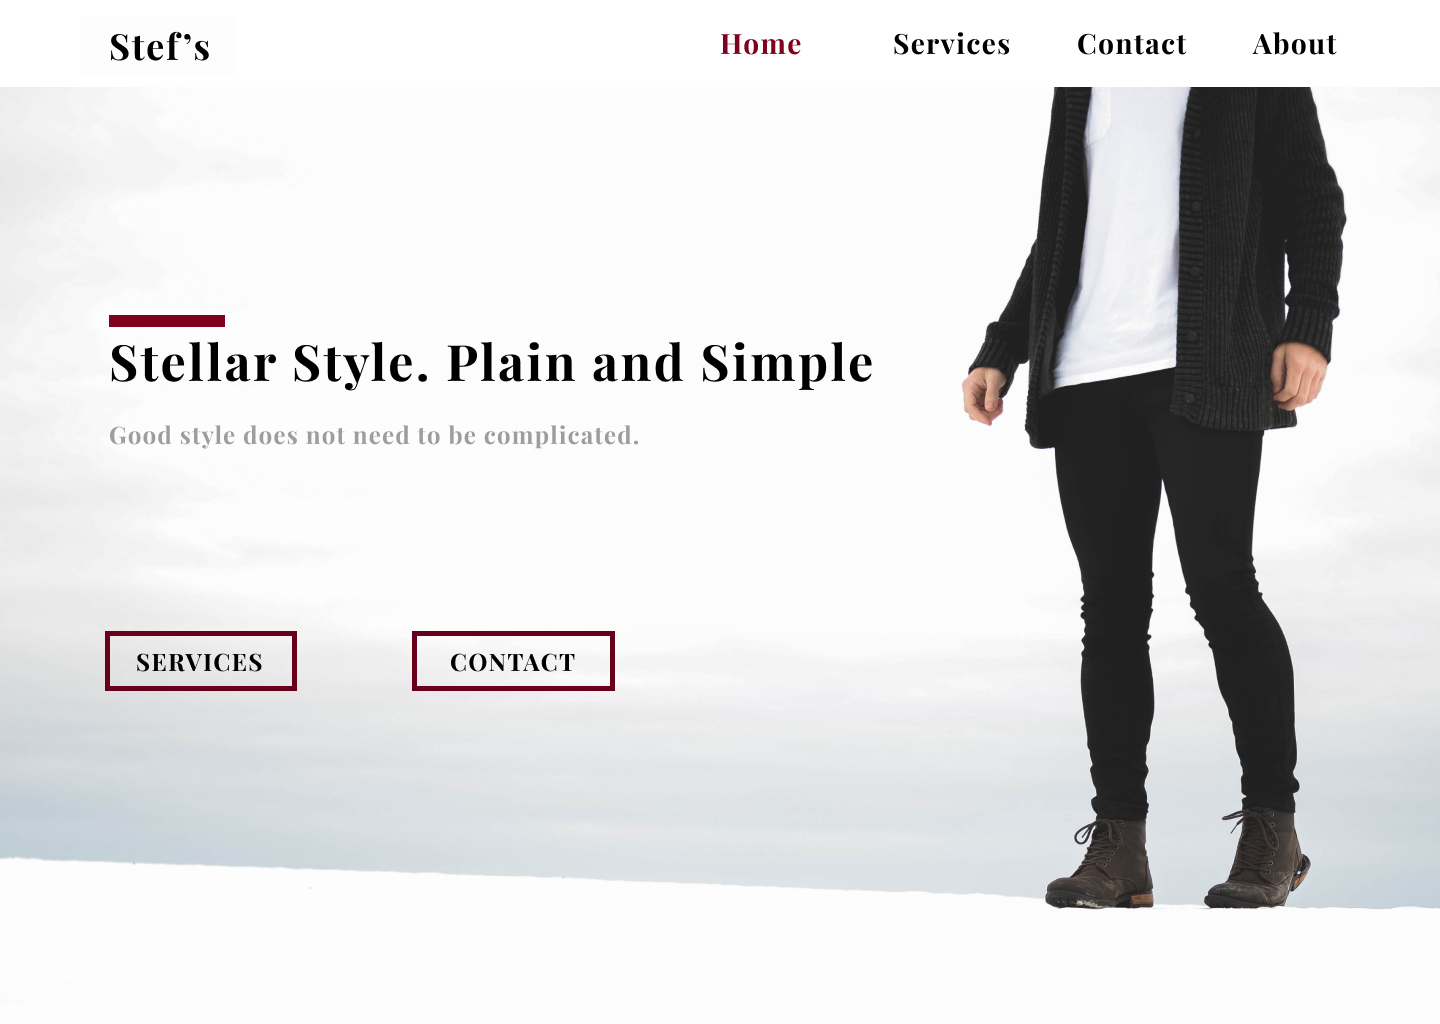 Stef’s
Home Services Contact About
Stellar Style. Plain and Simple
Good style does not need to be complicated.
SERVICES CONTACT